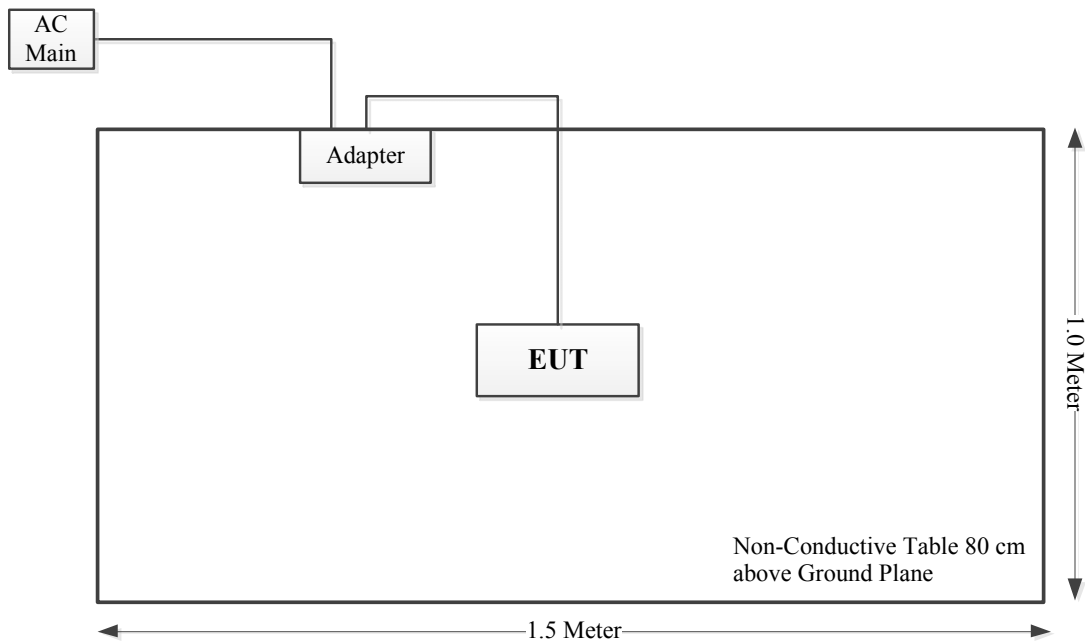 AC
Main
Adapter
EUT
1.0 Meter
Non-Conductive Table 80 cm
above Ground Plane
1.5 Meter